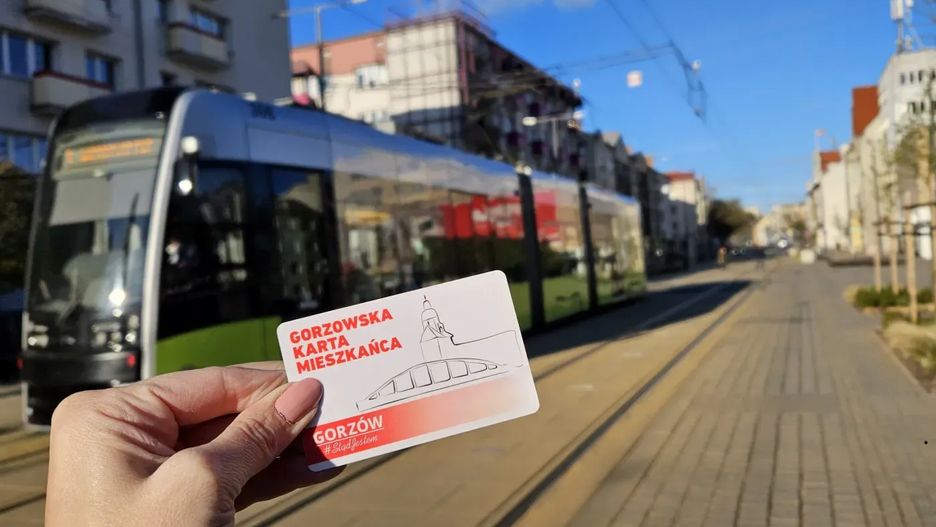 GORZOWSKA
KARTA
MIESZKAŃCA
GORZÓW
#StądJestem